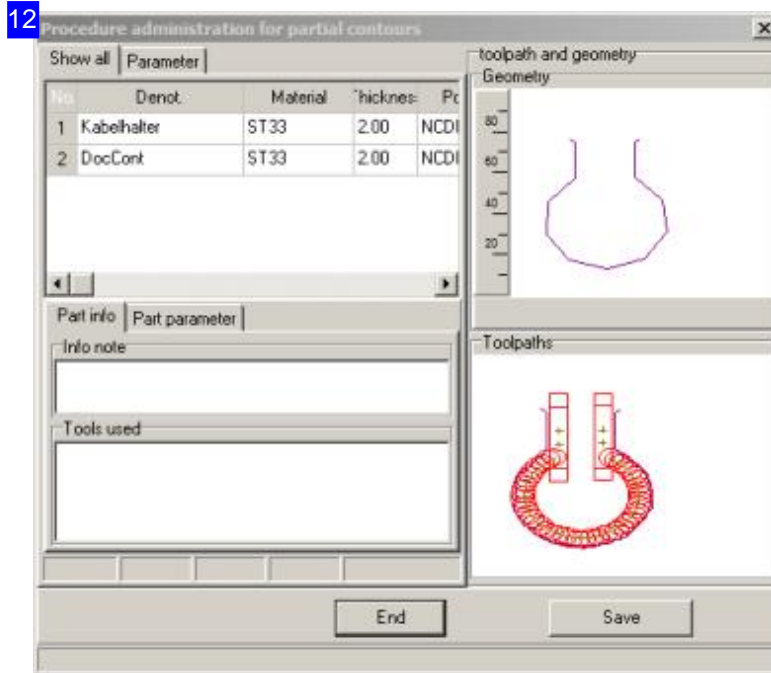 12
Procedure administration for partial contours
Show all Parameter
No Denot. Material Thicknes Po
1 Kabelhalter ST33 2.00 NCDI
2 DocCont ST33 2.00 NCDI
Part info Part parameter
Info note
Tools used
toolpath and geometry
Geometry
80
60
40
20
Toolpaths
End Save